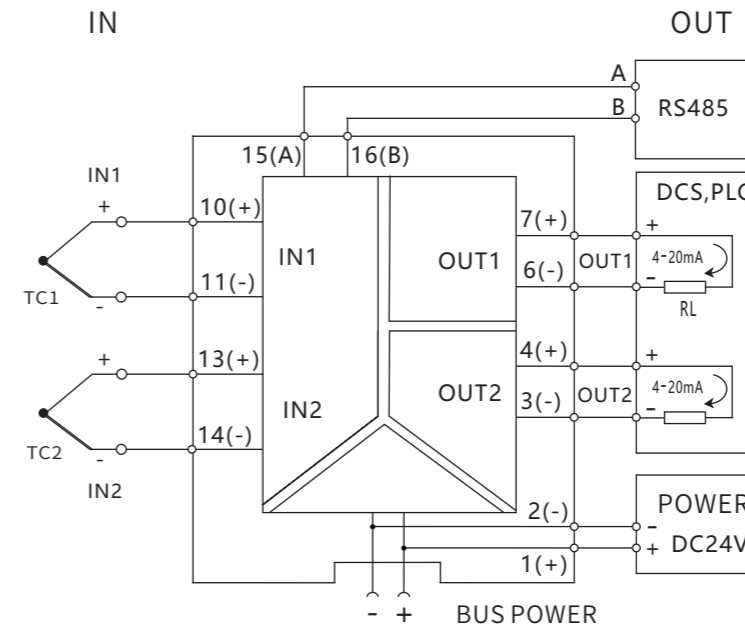 IN
OUT
A
B
RS485
15(A)
16(B)
IN1
+
10(+)
IN1
11(-)
TC1
-
7(+)
OUT1
6(-)
OUT1
DCS,PLC
+
4-20mA
-
RL
+
13(+)
IN2
14(-)
TC2
-
IN2
4(+)
OUT2
3(-)
OUT2
+
4-20mA
-
2(-)
1(+)
POWER
-
+ DC24V
- +
BUS POWER